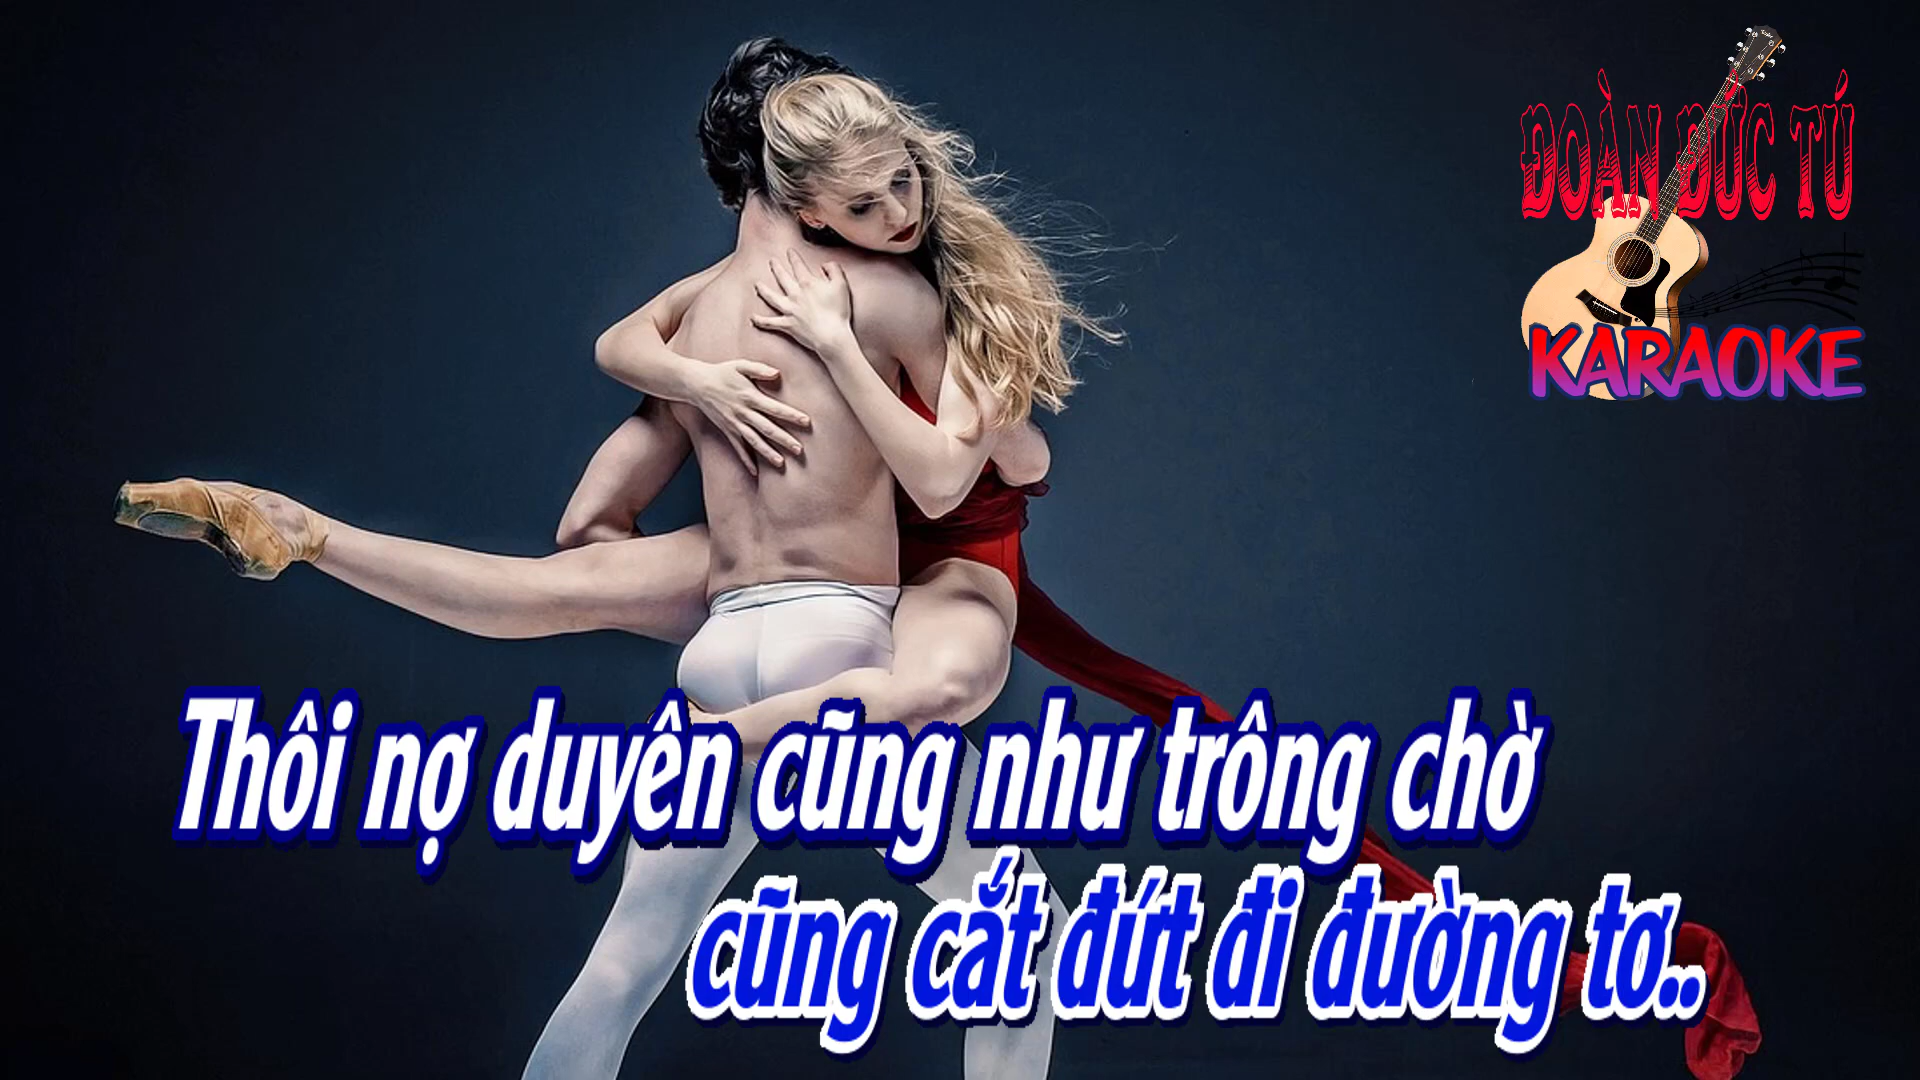 ĐOÀN ĐỨC TÚ
KARAOKE
Thôi nợ duyên cũng như trông chờ
cũng cắt đứt đi đường tơ..